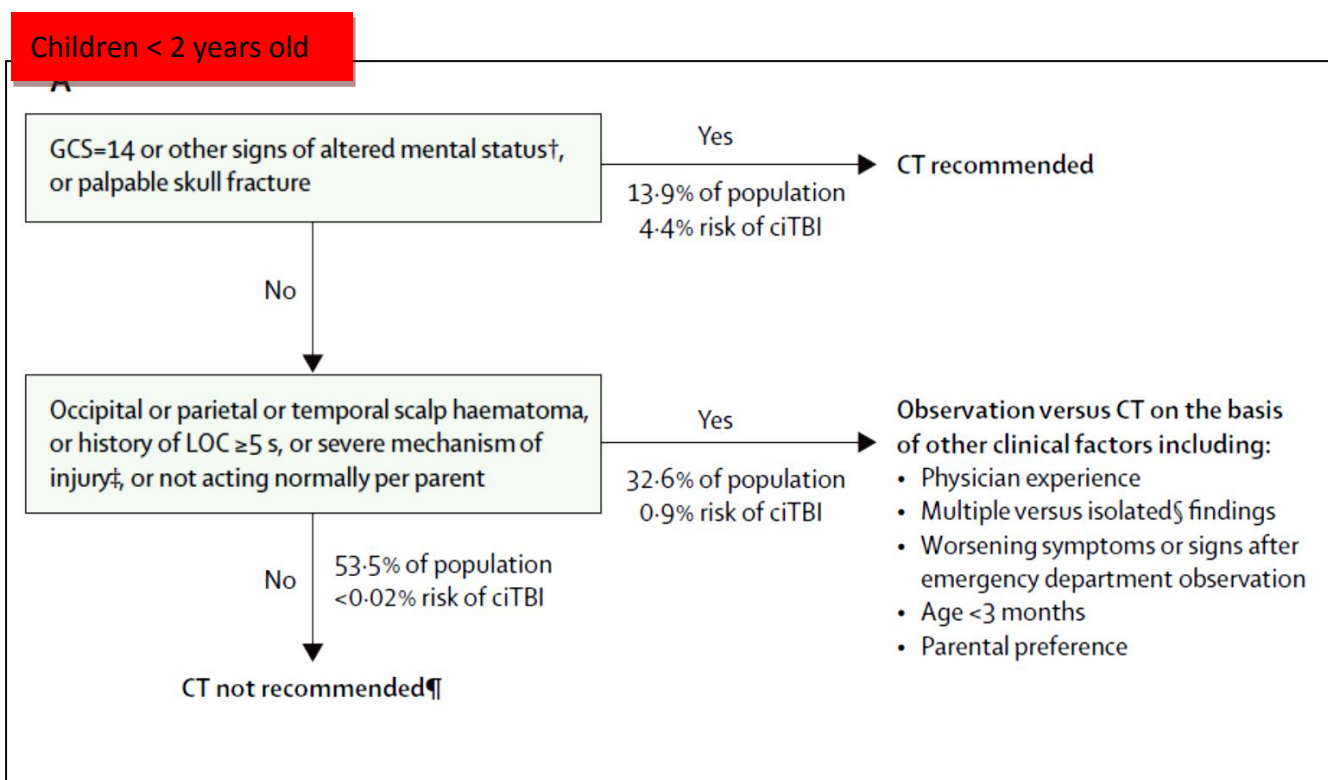 Children < 2 years old
A
GCS=14 or other signs of altered mental status†,
or palpable skull fracture
Yes
13·9% of population
4·4% risk of ciTBI
CT recommended
No
Occipital or parietal or temporal scalp haematoma,
or history of LOC ≥5 s, or severe mechanism of
injury‡, or not acting normally per parent
Yes
32·6% of population
0·9% risk of ciTBI
Observation versus CT on the basis
of other clinical factors including:
• Physician experience
• Multiple versus isolated§ findings
• Worsening symptoms or signs after
emergency department observation
• Age <3 months
• Parental preference
No
53·5% of population
<0·02% risk of ciTBI
CT not recommended¶